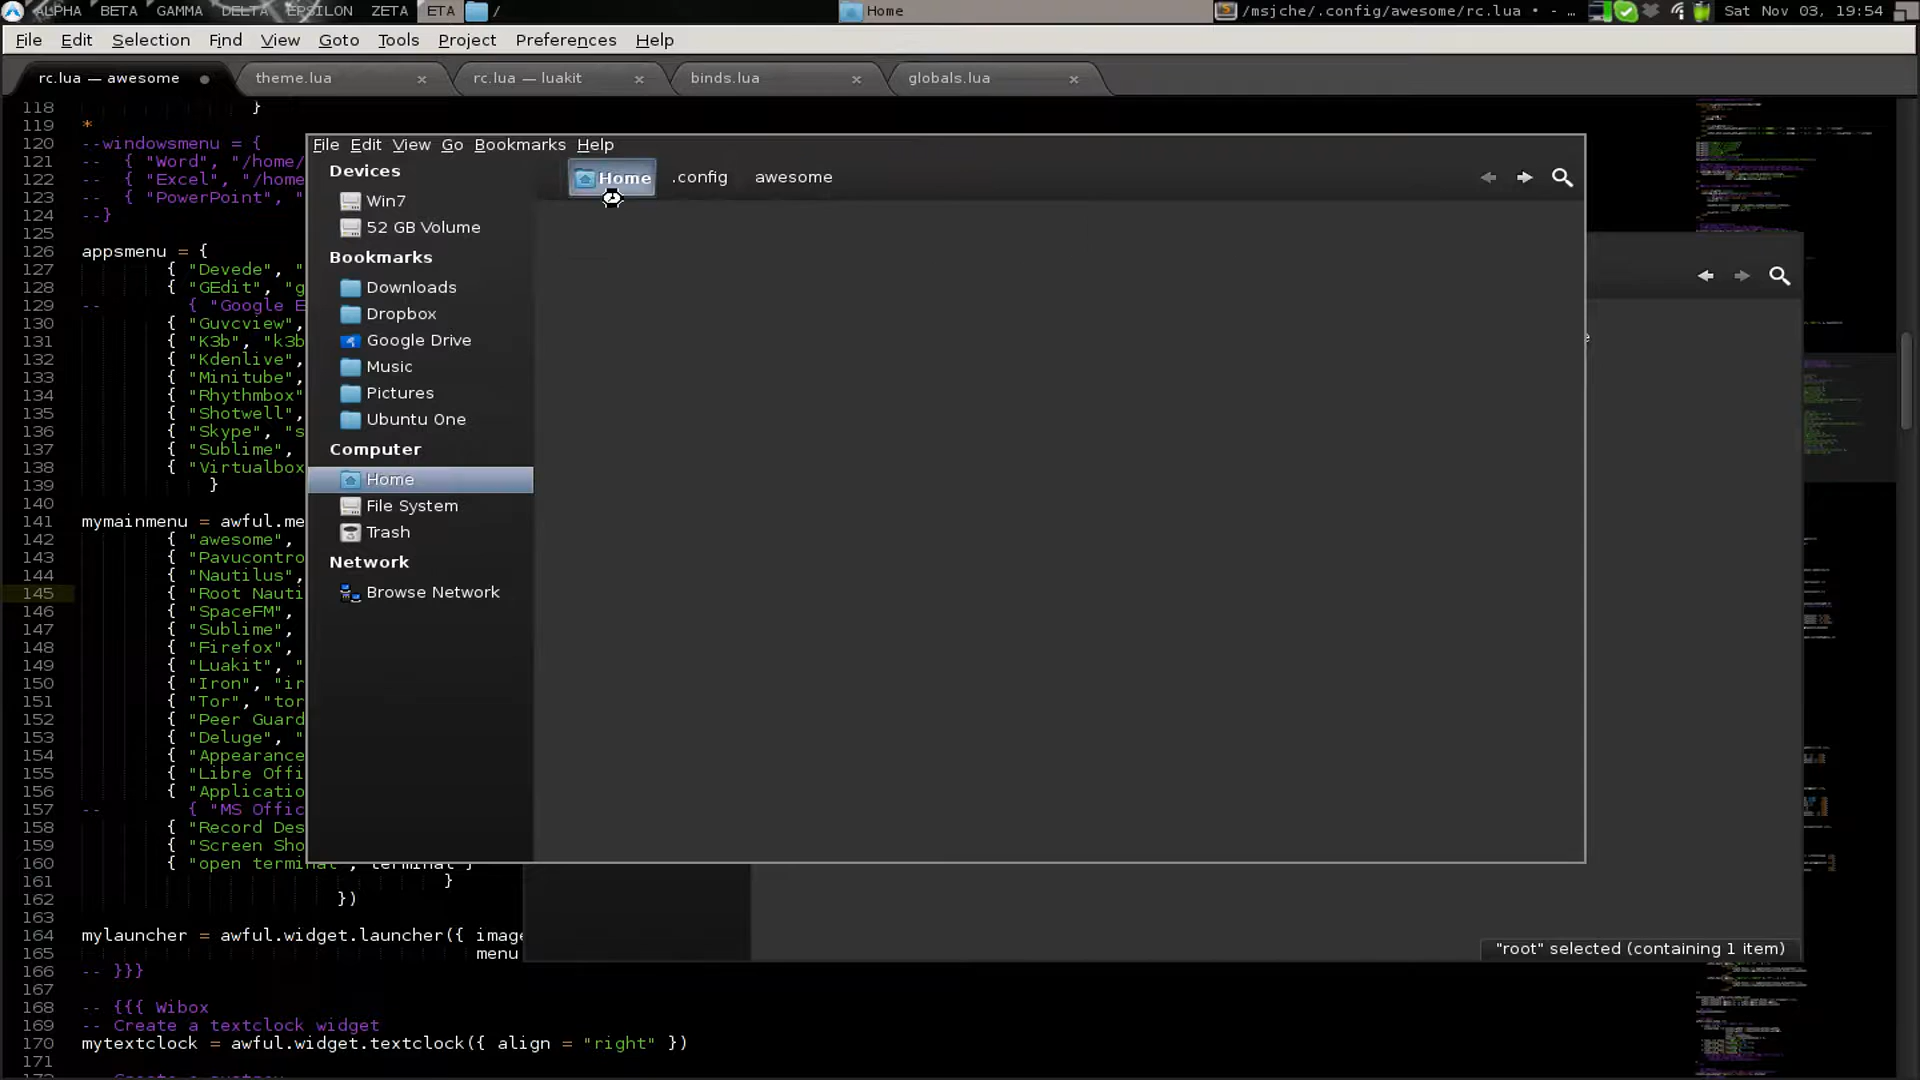 ALPHA BETA GAMMA DELTA EPSILON ZETA ETA / Home /msjche/.config/awesome/rc.lua • - … Sat Nov 03, 19:54
File Edit Selection Find View Goto Tools Project Preferences Help
rc.lua — awesome theme.lua rc.lua — luakit binds.lua globals.lua
118 }
119 *
120 --windowsmenu = {
121 -- { "Word", "/home/
122 -- { "Excel", "/home
123 -- { "PowerPoint", "
124 --}
125
126 appsmenu = {
127 { "Devede", "
128 { "GEdit", "g
129 -- { "Google E
130 { "Guvcview",
131 { "K3b", "k3b
132 { "Kdenlive",
133 { "Minitube",
134 { "Rhythmbox"
135 { "Shotwell",
136 { "Skype", "s
137 { "Sublime",
138 { "Virtualbox
139 }
140
141 mymainmenu = awful.me
142 { "awesome",
143 { "Pavucontro
144 { "Nautilus",
145 { "Root Nauti
146 { "SpaceFM",
147 { "Sublime",
148 { "Firefox",
149 { "Luakit", "
150 { "Iron", "ir
151 { "Tor", "tor
152 { "Peer Guard
153 { "Deluge", "
154 { "Appearance
155 { "Libre Offi
156 { "Applicatio
157 -- { "MS Offic
158 { "Record Des
159 { "Screen Sho
160 { "open terminal", terminal }
161 }
162 })
163
164 mylauncher = awful.widget.launcher({ image
165 menu
166 -- }}}
167
168 -- {{{ Wibox
169 -- Create a textclock widget
170 mytextclock = awful.widget.textclock({ align = "right" })
171
File Edit View Go Bookmarks Help
Home .config awesome
Devices
Win7
52 GB Volume
Bookmarks
Downloads
Dropbox
Google Drive
Music
Pictures
Ubuntu One
Computer
Home
File System
Trash
Network
Browse Network
"root" selected (containing 1 item)